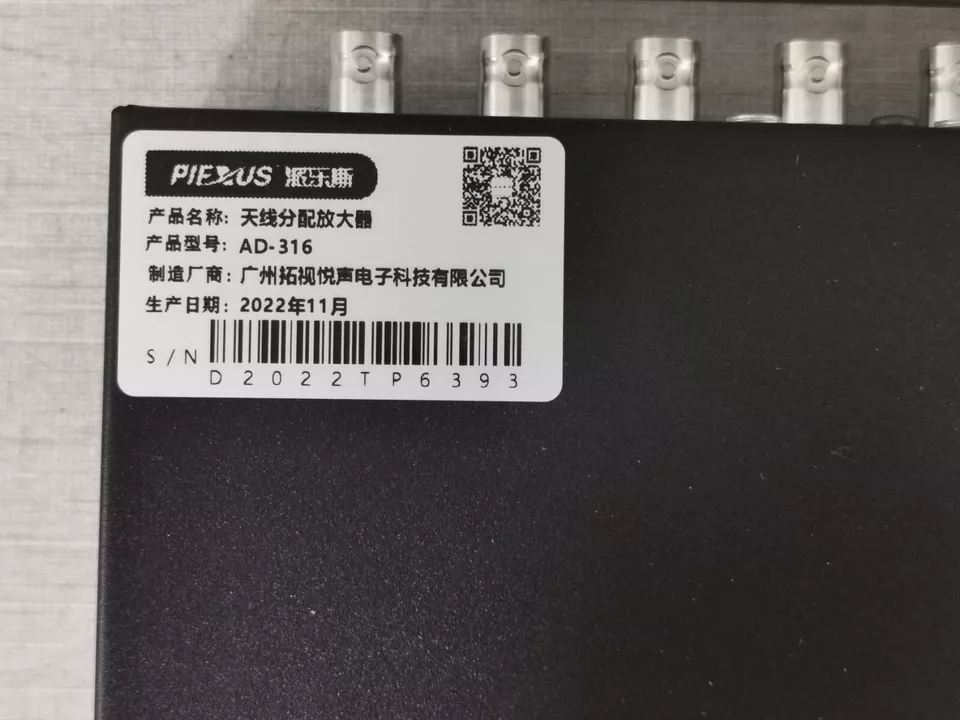 PIEXUS 派乐斯
产品名称：天线分配放大器
产品型号：AD-316
制造厂商：广州拓视悦声电子科技有限公司
生产日期：2022年11月
S/N
D2022TP6393